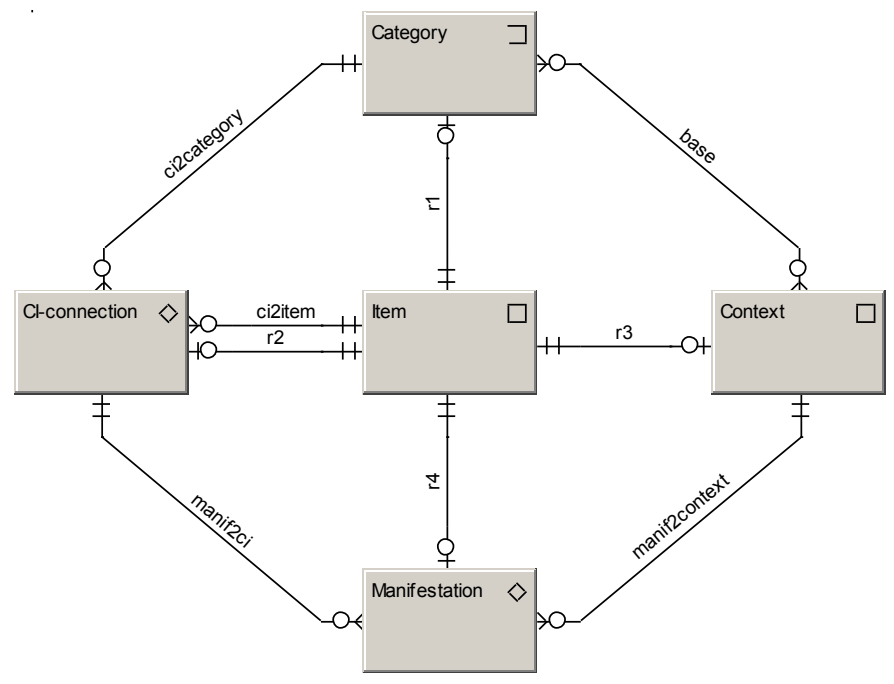 Category
ci2category
base
r1
CI-connection
ci2item
r2
Item
r3
Context
manif2ci
r4
manif2context
Manifestation